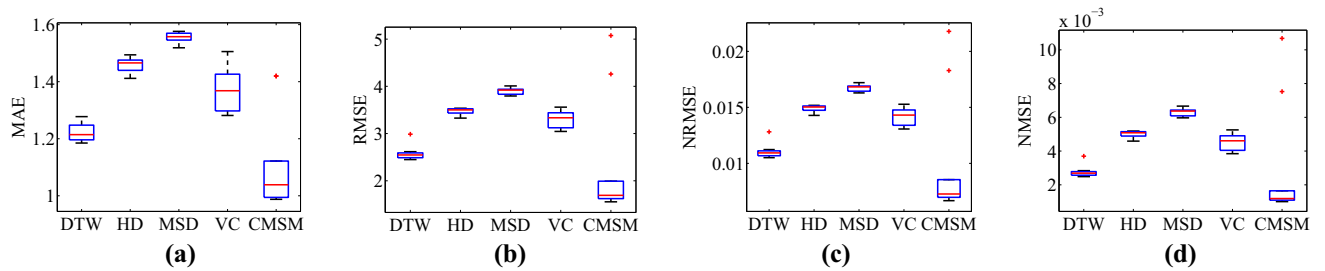 MAE
1.6
1.4
1.2
1
DTW HD MSD VC CMSM
(a)
RMSE
5
4
3
2
DTW HD MSD VC CMSM
(b)
NRMSE
0.02
0.015
0.01
DTW HD MSD VC CMSM
(c)
x 10⁻³
NMSE
10
8
6
4
2
DTW HD MSD VC CMSM
(d)